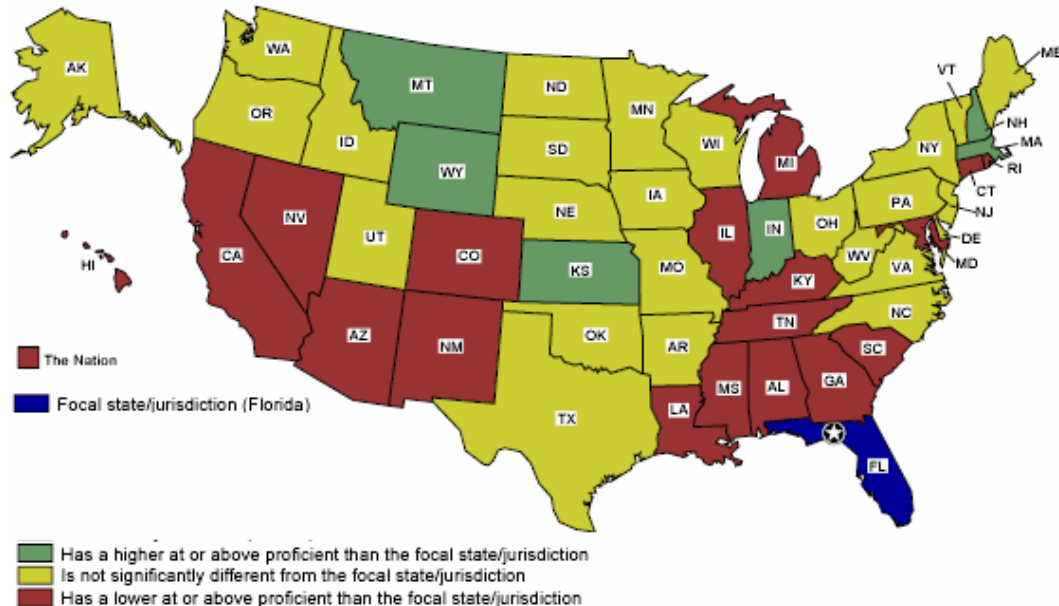 AK
WA
OR
ID
MT
WY
ND
SD
NE
KS
MN
IA
MO
WI
MI
IL
IN
OH
KY
TN
WV
VA
NC
SC
PA
NY
VT
ME
NH
MA
RI
CT
NJ
DE
MD
CA
NV
UT
CO
AZ
NM
OK
TX
AR
LA
MS
AL
GA
FL
HI
The Nation
Focal state/jurisdiction (Florida)
Has a higher at or above proficient than the focal state/jurisdiction
Is not significantly different from the focal state/jurisdiction
Has a lower at or above proficient than the focal state/jurisdiction